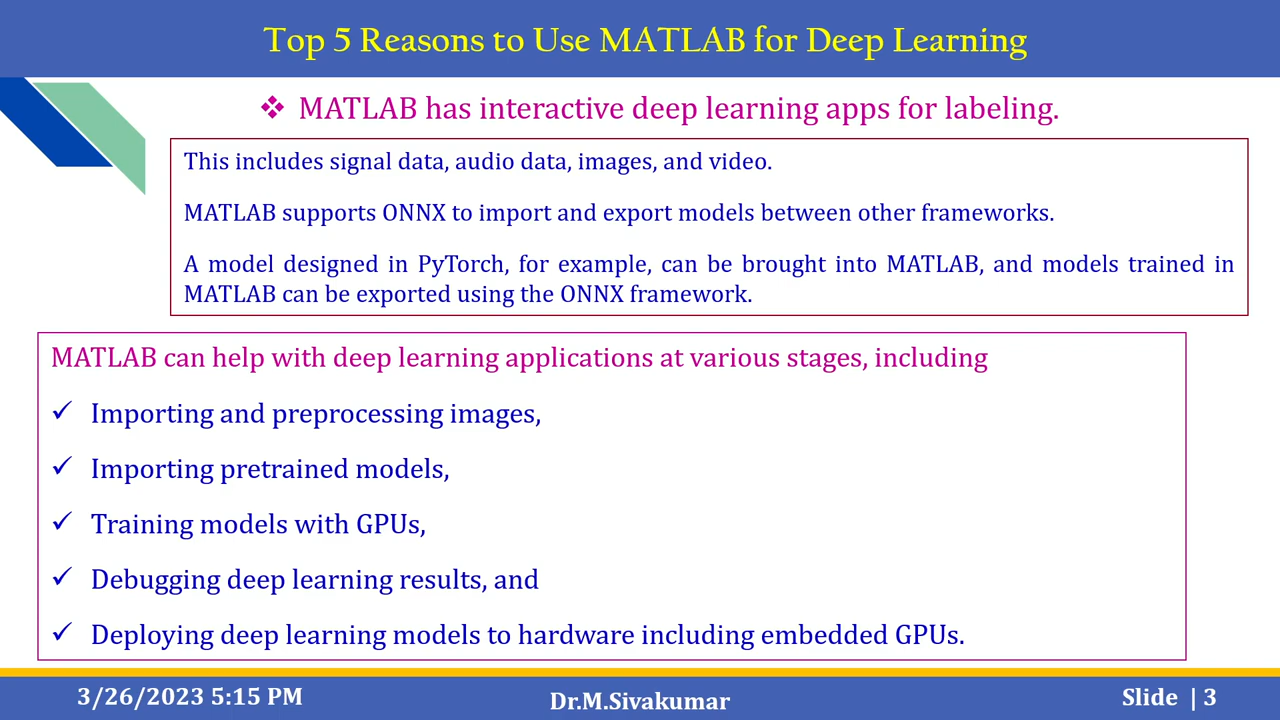 Top 5 Reasons to Use MATLAB for Deep Learning
❖ MATLAB has interactive deep learning apps for labeling.
This includes signal data, audio data, images, and video.
MATLAB supports ONNX to import and export models between other frameworks.
A model designed in PyTorch, for example, can be brought into MATLAB, and models trained in
MATLAB can be exported using the ONNX framework.
MATLAB can help with deep learning applications at various stages, including
✓ Importing and preprocessing images,
✓ Importing pretrained models,
✓ Training models with GPUs,
✓ Debugging deep learning results, and
✓ Deploying deep learning models to hardware including embedded GPUs.
3/26/2023 5:15 PM
Dr.M.Sivakumar
Slide | 3